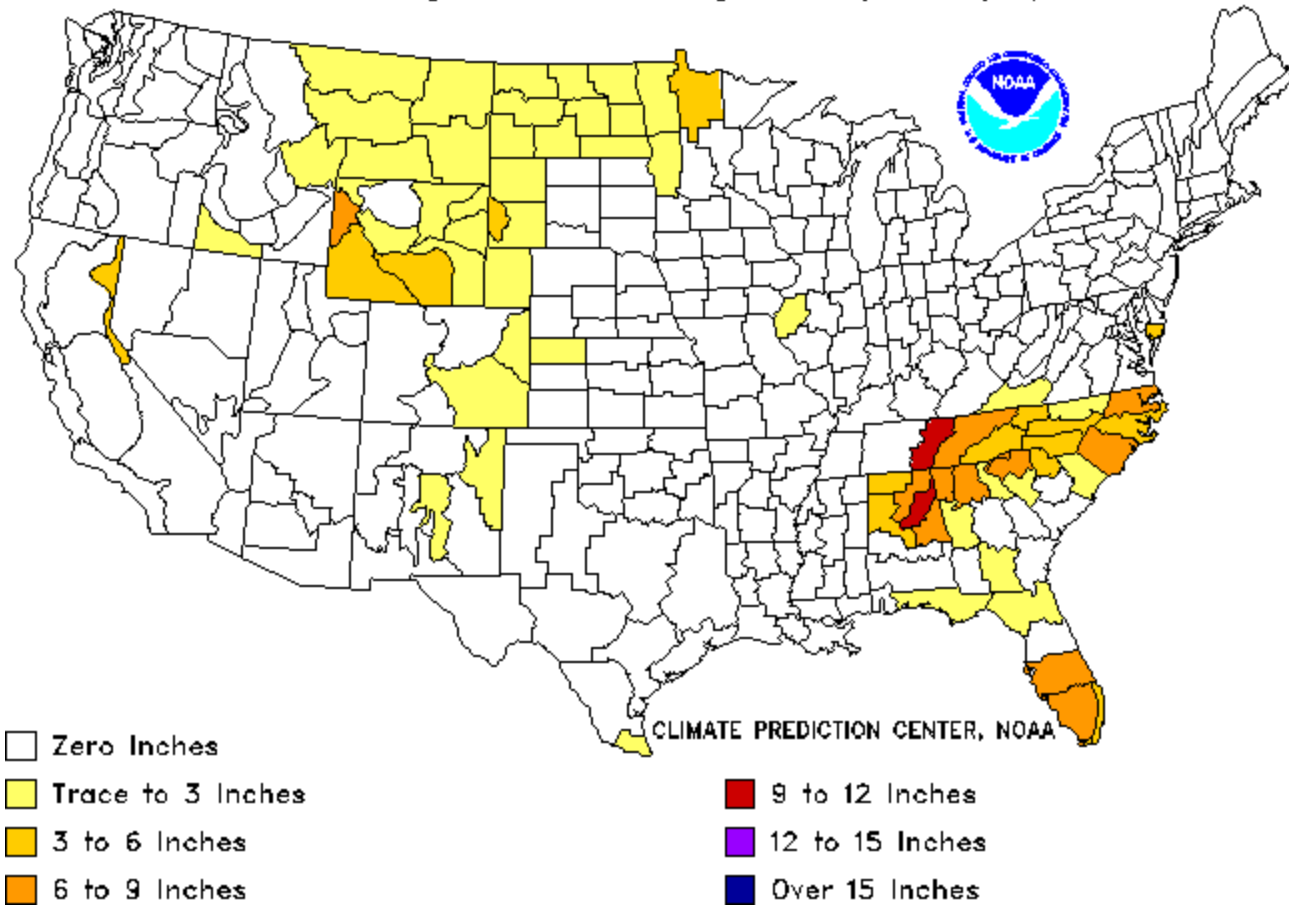 NOAA
CLIMATE PREDICTION CENTER, NOAA
Zero Inches
Trace to 3 Inches
3 to 6 Inches
6 to 9 Inches
9 to 12 Inches
12 to 15 Inches
Over 15 Inches